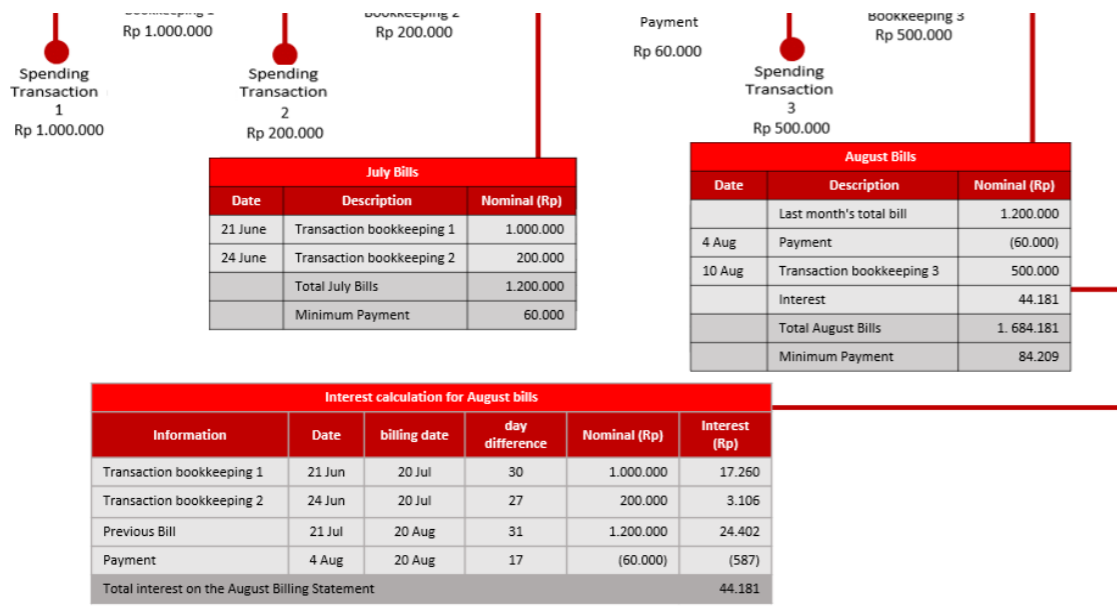 Bookkeeping 2
Payment
Bookkeeping 3
Rp 1.000.000
Rp 200.000
Rp 60.000
Rp 500.000
Spending
Transaction
1
Rp 1.000.000
Spending
Transaction
2
Rp 200.000
Spending
Transaction
3
Rp 500.000
July Bills
Date Description Nominal (Rp)
21 June Transaction bookkeeping 1 1.000.000
24 June Transaction bookkeeping 2 200.000
Total July Bills 1.200.000
Minimum Payment 60.000
August Bills
Date Description Nominal (Rp)
Last month's total bill 1.200.000
4 Aug Payment (60.000)
10 Aug Transaction bookkeeping 3 500.000
Interest 44.181
Total August Bills 1. 684.181
Minimum Payment 84.209
Interest calculation for August bills
Information Date billing date day difference Nominal (Rp) Interest (Rp)
Transaction bookkeeping 1 21 Jun 20 Jul 30 1.000.000 17.260
Transaction bookkeeping 2 24 Jun 20 Jul 27 200.000 3.106
Previous Bill 21 Jul 20 Aug 31 1.200.000 24.402
Payment 4 Aug 20 Aug 17 (60.000) (587)
Total interest on the August Billing Statement 44.181